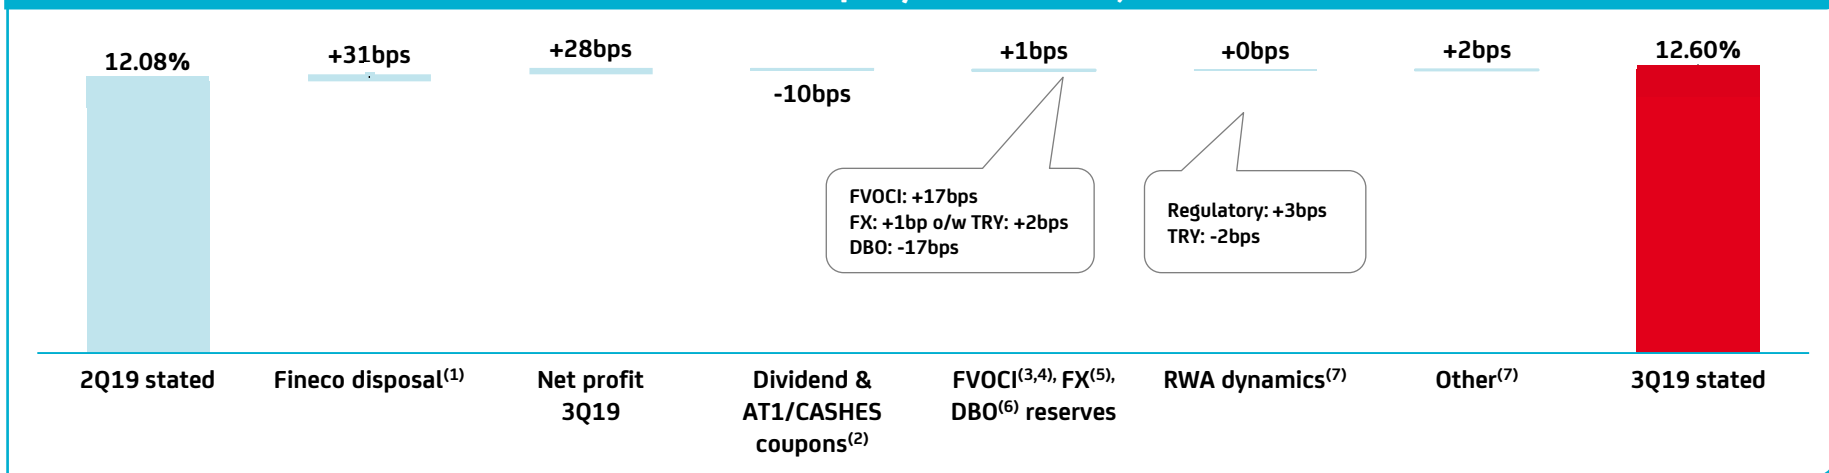 12.08%
+31bps
+28bps
-10bps
+1bps
+0bps
+2bps
12.60%
FVOCI: +17bps
FX: +1bp o/w TRY: +2bps
DBO: -17bps
Regulatory: +3bps
TRY: -2bps
2Q19 stated
Fineco disposal(1)
Net profit
3Q19
Dividend &
AT1/CASHES
coupons(2)
FVOCI(3,4), FX(5),
DBO(6) reserves
RWA dynamics(7)
Other(7)
3Q19 stated